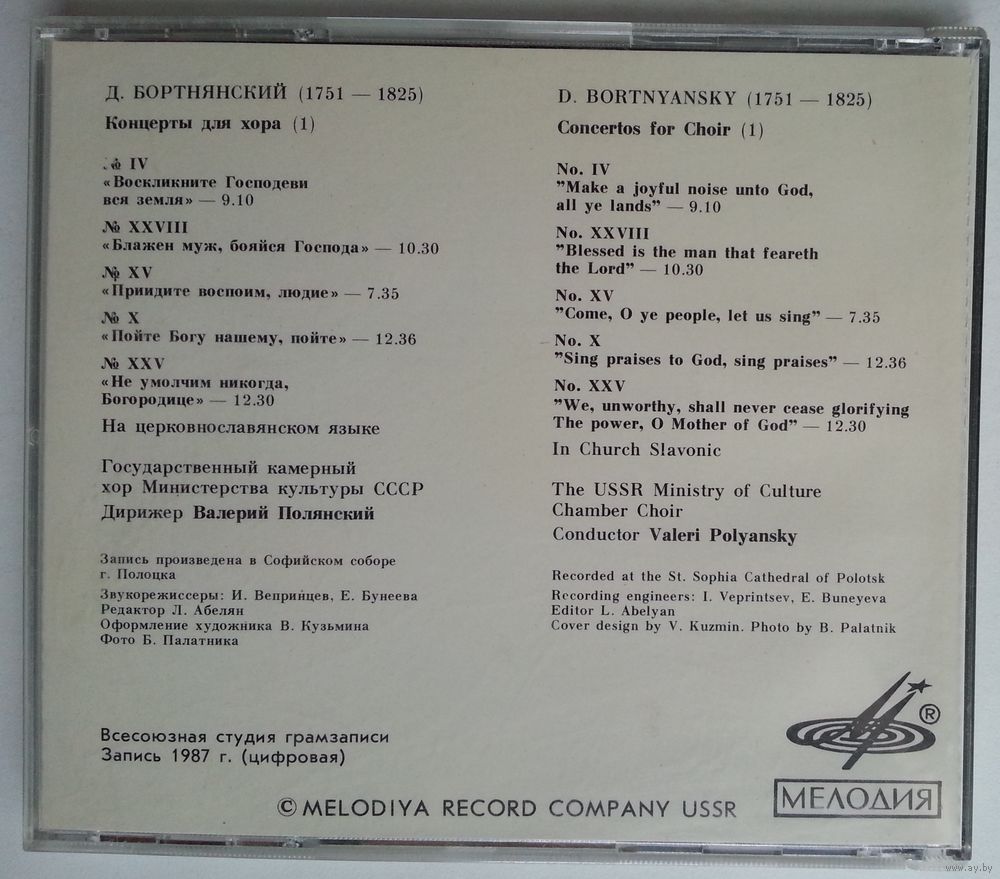 Д. БОРТНЯНСКИЙ (1751 — 1825)
Концерты для хора (1)
№ IV
«Воскликните Господеви
вся земля» — 9.10
№ XXVIII
«Блажен муж, бояйся Господа» — 10.30
№ XV
«Приидите воспоим, людие» — 7.35
№ X
«Пойте Богу нашему, пойте» — 12.36
№ XXV
«Не умолчим никогда,
Богородице» — 12.30
На церковнославянском языке
Государственный камерный
хор Министерства культуры СССР
Дирижер Валерий Полянский
Запись произведена в Софийском соборе
г. Полоцка
Звукорежиссеры: И. Вепринцев, Е. Бунеева
Редактор Л. Абелян
Оформление художника В. Кузьмина
Фото Б. Палатника
Всесоюзная студия грамзаписи
Запись 1987 г. (цифровая)
D. BORTNYANSKY (1751 — 1825)
Concertos for Choir (1)
No. IV
"Make a joyful noise unto God,
all ye lands" — 9.10
No. XXVIII
"Blessed is the man that feareth
the Lord" — 10.30
No. XV
"Come, O ye people, let us sing" — 7.35
No. X
"Sing praises to God, sing praises" — 12.36
No. XXV
"We, unworthy, shall never cease glorifying
The power, O Mother of God" — 12.30
In Church Slavonic
The USSR Ministry of Culture
Chamber Choir
Conductor Valeri Polyansky
Recorded at the St. Sophia Cathedral of Polotsk
Recording engineers: I. Veprintsev, E. Buneyeva
Editor L. Abelyan
Cover design by V. Kuzmin. Photo by B. Palatnik
®
МЕЛОДИЯ
© MELODIYA RECORD COMPANY USSR
www.ay.by